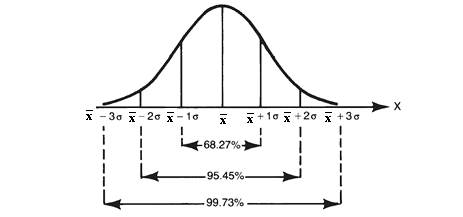 X
x̄ - 3σ x̄ - 2σ x̄ - 1σ x̄ x̄ + 1σ x̄ + 2σ x̄ + 3σ
68.27%
95.45%
99.73%